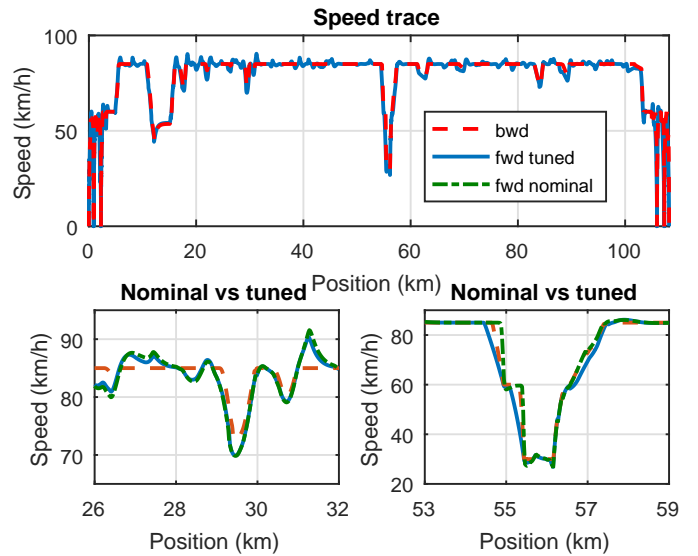 Speed trace
100
50
0
Speed (km/h)
bwd
fwd tuned
fwd nominal
0 20 40 60 80 100
Position (km)
Nominal vs tuned
90
80
70
Speed (km/h)
26 28 30 32
Position (km)
Nominal vs tuned
80
60
40
20
Speed (km/h)
53 55 57 59
Position (km)